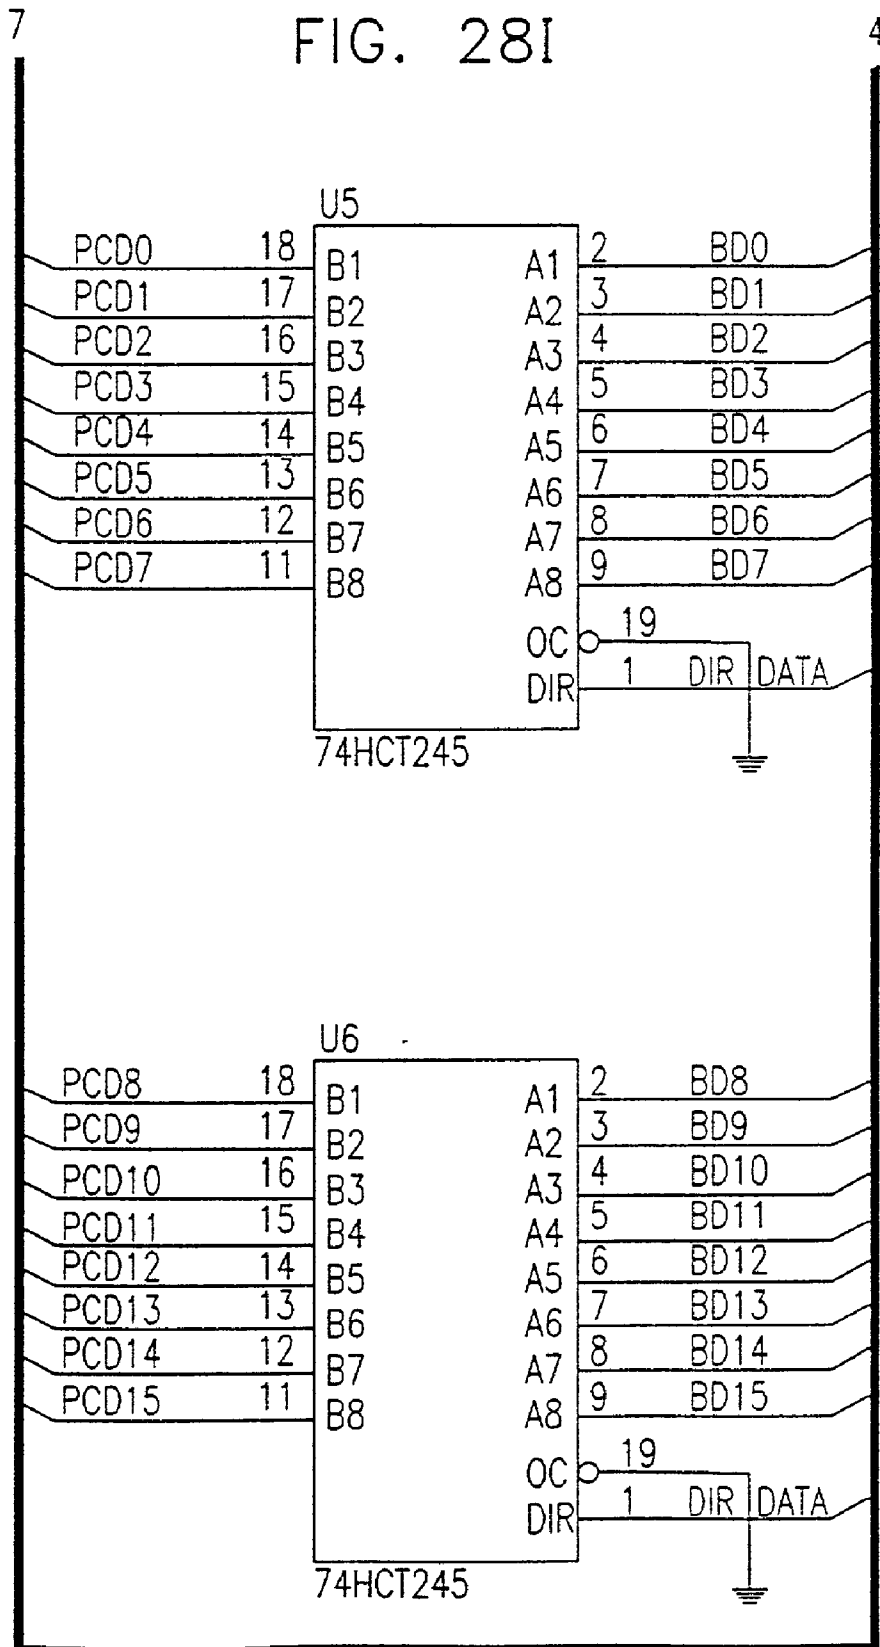 7 FIG. 28I 4
U5
PCD0 18 B1 A1 2 BD0
PCD1 17 B2 A2 3 BD1
PCD2 16 B3 A3 4 BD2
PCD3 15 B4 A4 5 BD3
PCD4 14 B5 A5 6 BD4
PCD5 13 B6 A6 7 BD5
PCD6 12 B7 A7 8 BD6
PCD7 11 B8 A8 9 BD7
OC 19
DIR 1 DIR DATA
74HCT245
U6
PCD8 18 B1 A1 2 BD8
PCD9 17 B2 A2 3 BD9
PCD10 16 B3 A3 4 BD10
PCD11 15 B4 A4 5 BD11
PCD12 14 B5 A5 6 BD12
PCD13 13 B6 A6 7 BD13
PCD14 12 B7 A7 8 BD14
PCD15 11 B8 A8 9 BD15
OC 19
DIR 1 DIR DATA
74HCT245